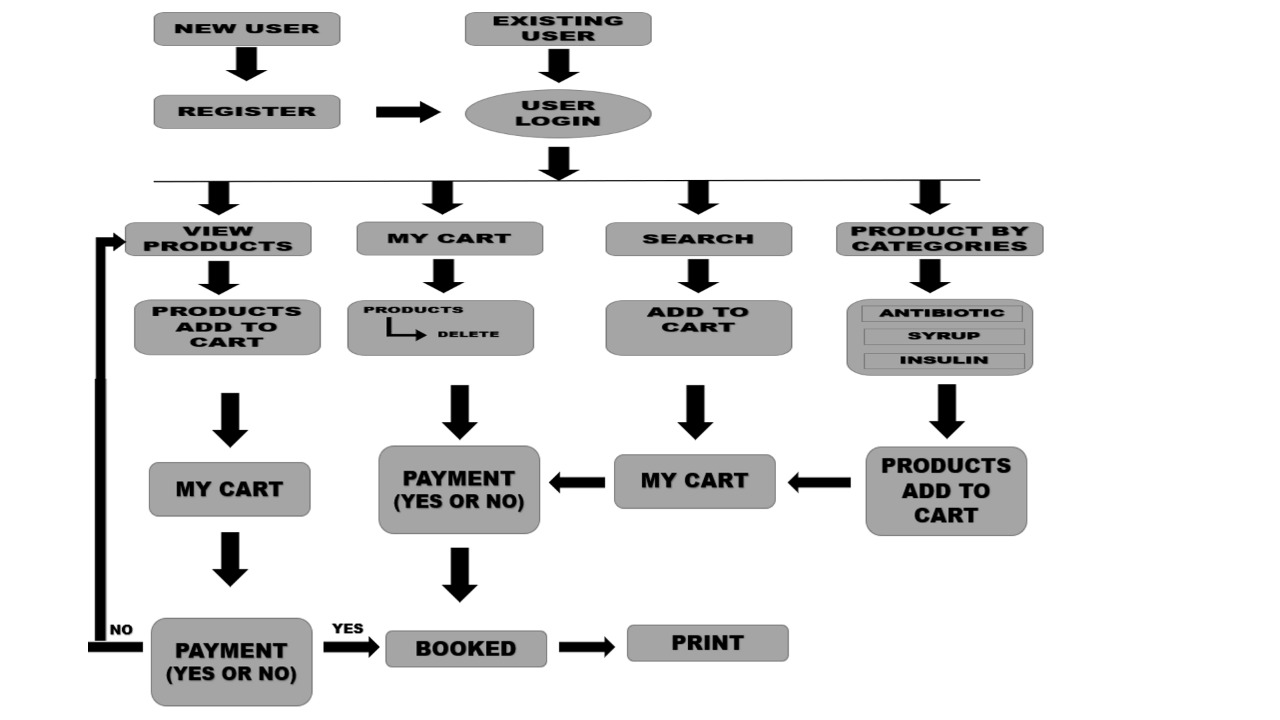 NEW USER
EXISTING
USER
REGISTER
USER
LOGIN
VIEW
PRODUCTS
MY CART
SEARCH
PRODUCT BY
CATEGORIES
PRODUCTS
ADD TO
CART
PRODUCTS
DELETE
ADD TO
CART
ANTIBIOTIC
SYRUP
INSULIN
MY CART
PAYMENT
(YES OR NO)
MY CART
PRODUCTS
ADD TO
CART
NO
PAYMENT
(YES OR NO)
YES
BOOKED
PRINT